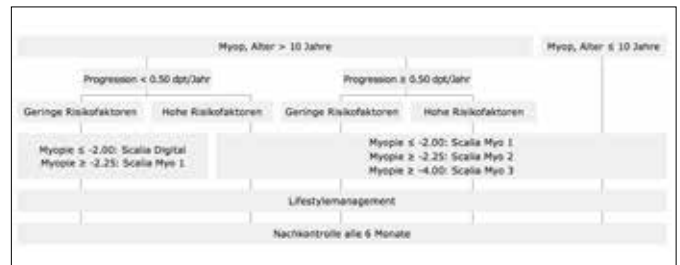 Myop, Alter > 10 Jahre
Myop, Alter ≤ 10 Jahre
Progression < 0.50 dpt/Jahr
Progression ≥ 0.50 dpt/Jahr
Geringe Risikofaktoren
Hohe Risikofaktoren
Geringe Risikofaktoren
Hohe Risikofaktoren
Myopie ≤ -2.00: Scalia Digital
Myopie ≥ -2.25: Scalia Myo 1
Myopie ≤ -2.00: Scalia Myo 1
Myopie ≥ -2.25: Scalia Myo 2
Myopie ≥ -4.00: Scalia Myo 3
Lifestylemanagement
Nachkontrolle alle 6 Monate